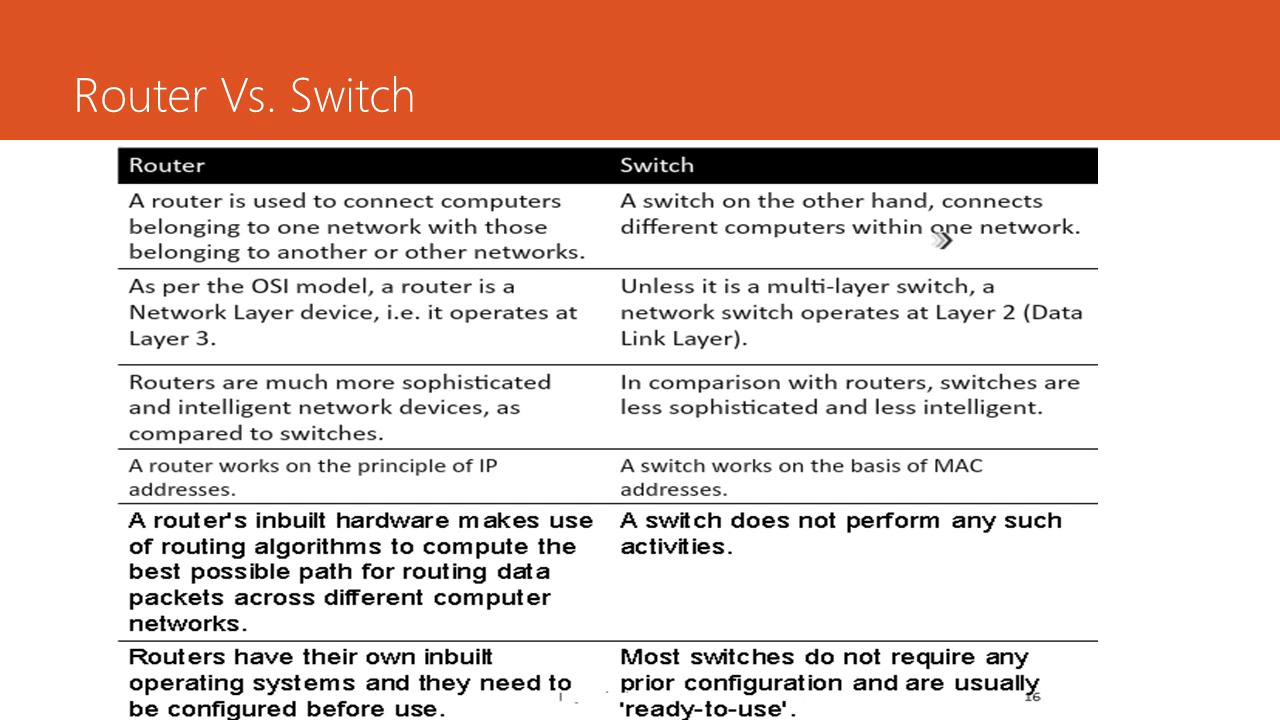 Router Vs. Switch
Router
Switch
A router is used to connect computers
belonging to one network with those
belonging to another or other networks.
A switch on the other hand, connects
different computers within one network.
As per the OSI model, a router is a
Network Layer device, i.e. it operates at
Layer 3.
Unless it is a multi-layer switch, a
network switch operates at Layer 2 (Data
Link Layer).
Routers are much more sophisticated
and intelligent network devices, as
compared to switches.
In comparison with routers, switches are
less sophisticated and less intelligent.
A router works on the principle of IP
addresses.
A switch works on the basis of MAC
addresses.
A router's inbuilt hardware makes use
of routing algorithms to compute the
best possible path for routing data
packets across different computer
networks.
A switch does not perform any such
activities.
Routers have their own inbuilt
operating systems and they need to
be configured before use.
Most switches do not require any
prior configuration and are usually
'ready-to-use'.
16